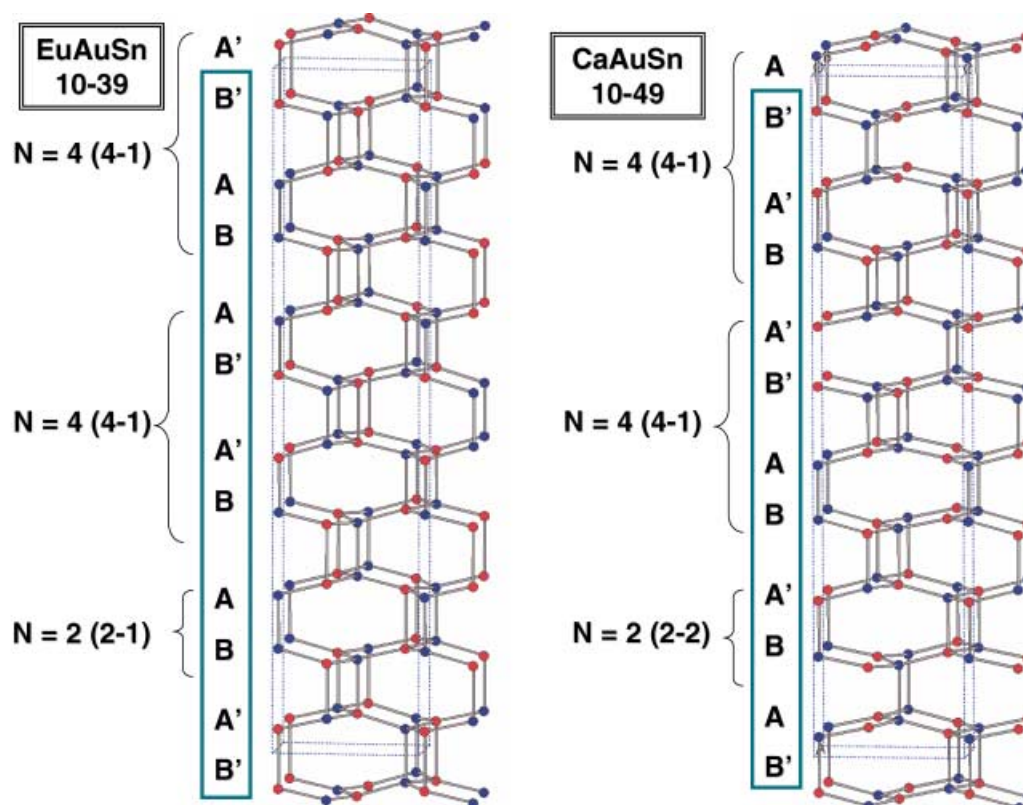 EuAuSn
10-39
A’
B’
N = 4 (4-1)
A
B
A
B’
N = 4 (4-1)
A’
B
A
N = 2 (2-1)
B
A’
B’
CaAuSn
10-49
A
B’
N = 4 (4-1)
A’
B
A’
B’
N = 4 (4-1)
A
B
A’
N = 2 (2-2)
B
A
B’